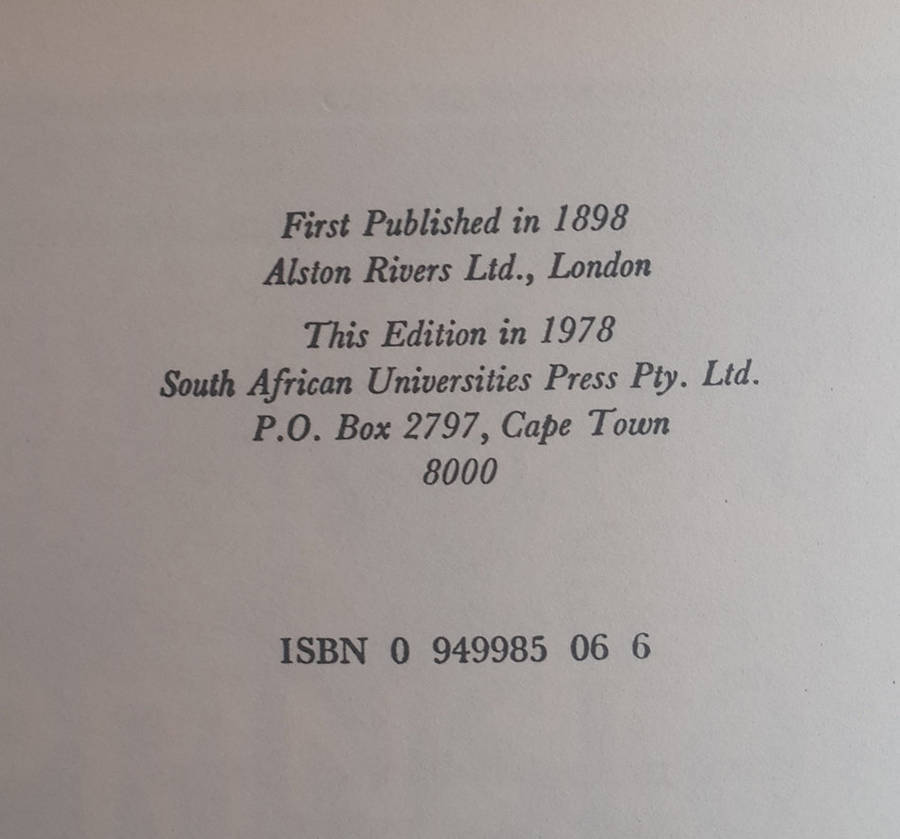 First Published in 1898
Alston Rivers Ltd., London
This Edition in 1978
South African Universities Press Pty. Ltd.
P.O. Box 2797, Cape Town
8000
ISBN 0 949985 06 6